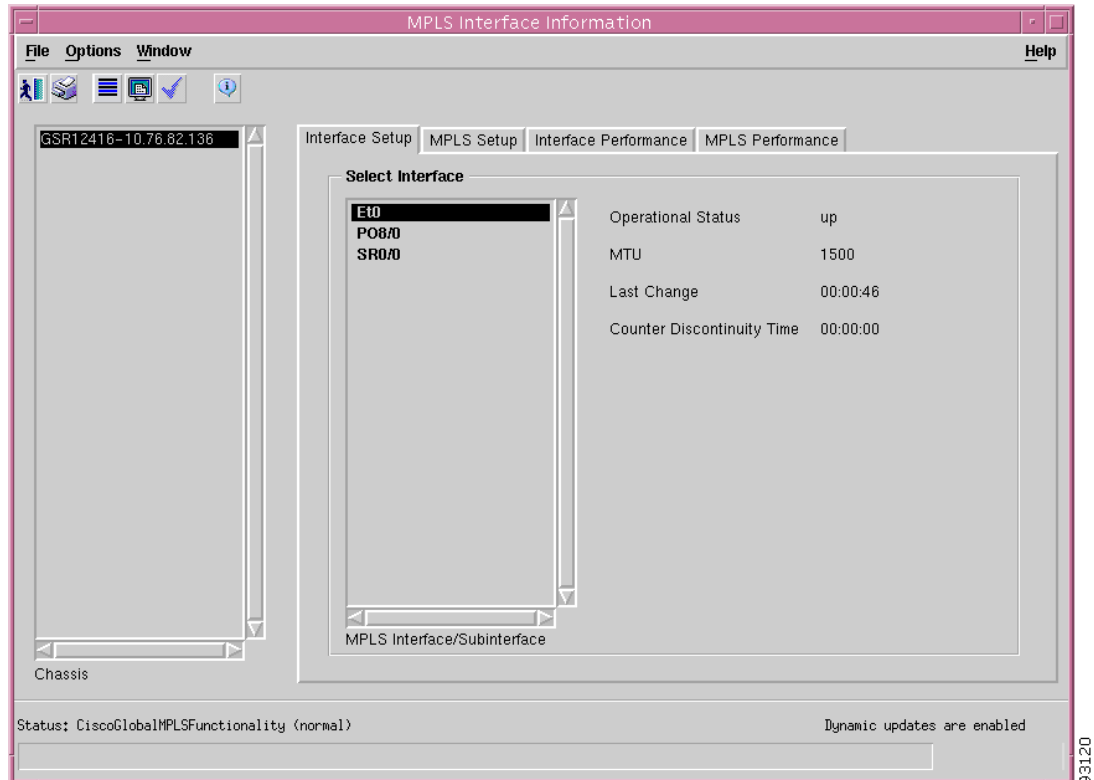 MPLS Interface Information
File Options Window Help
GSR12416-10.76.82.136
Chassis
Interface Setup MPLS Setup Interface Performance MPLS Performance
Select Interface
Et0
PO8/0
SR0/0
MPLS Interface/Subinterface
Operational Status up
MTU 1500
Last Change 00:00:46
Counter Discontinuity Time 00:00:00
Status: CiscoGlobalMPLSFunctionality (normal) Dynamic updates are enabled
93120